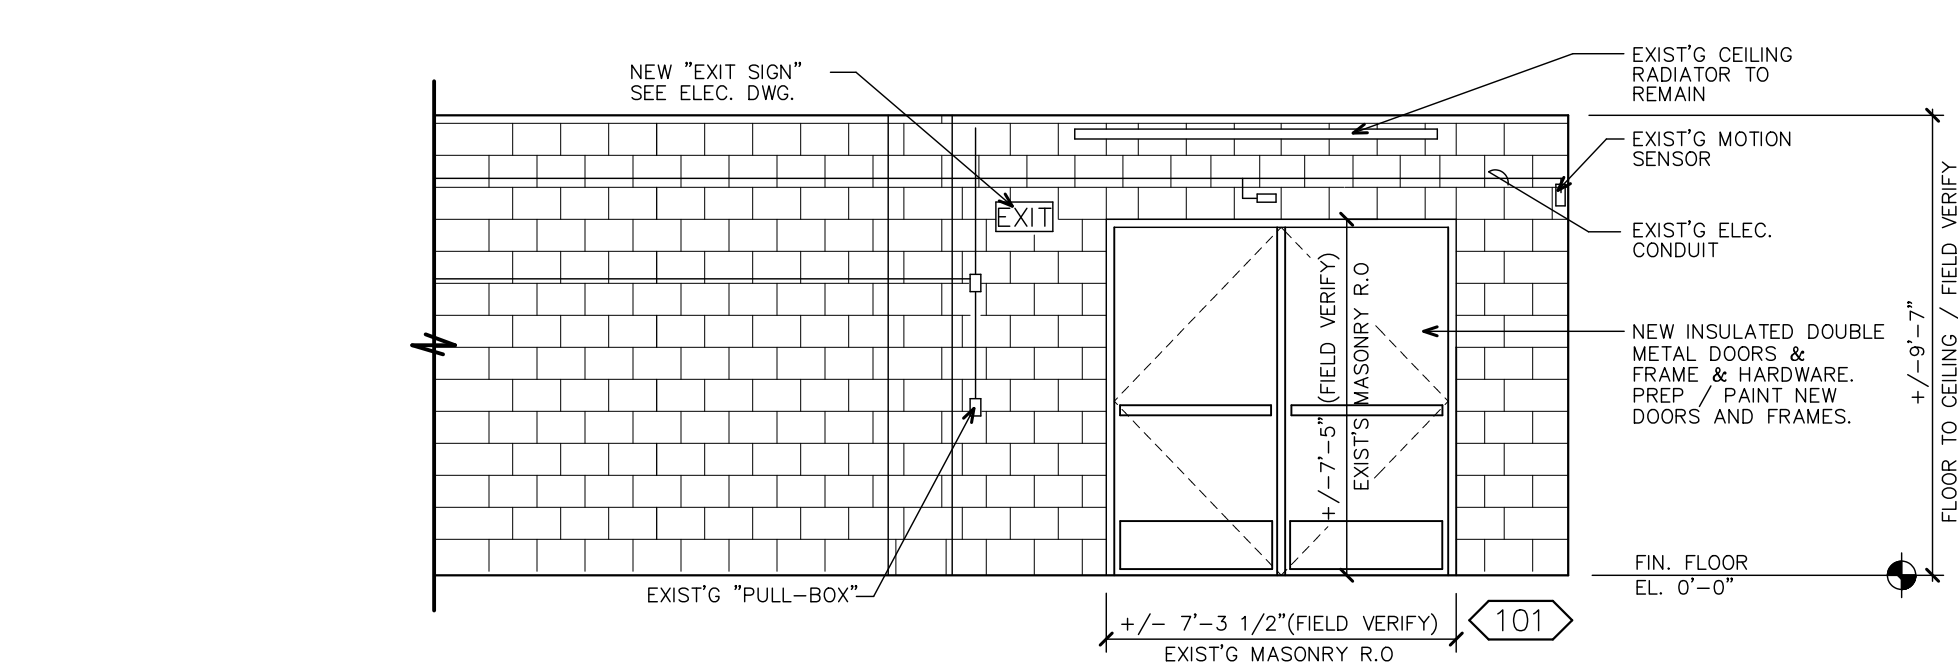 NEW "EXIT SIGN"
SEE ELEC. DWG.
EXIST'G CEILING
RADIATOR TO
REMAIN
EXIST'G MOTION
SENSOR
EXIT
EXIST'G ELEC.
CONDUIT
NEW INSULATED DOUBLE
METAL DOORS &
FRAME & HARDWARE.
PREP / PAINT NEW
DOORS AND FRAMES.
+/-7'-5" (FIELD VERIFY)
EXIST'S MASONRY R.O
+/-9'-7"
FLOOR TO CEILING / FIELD VERIFY
FIN. FLOOR
EL. 0'-0"
EXIST'G "PULL-BOX"
+/- 7'-3 1/2"(FIELD VERIFY)
EXIST'G MASONRY R.O
101